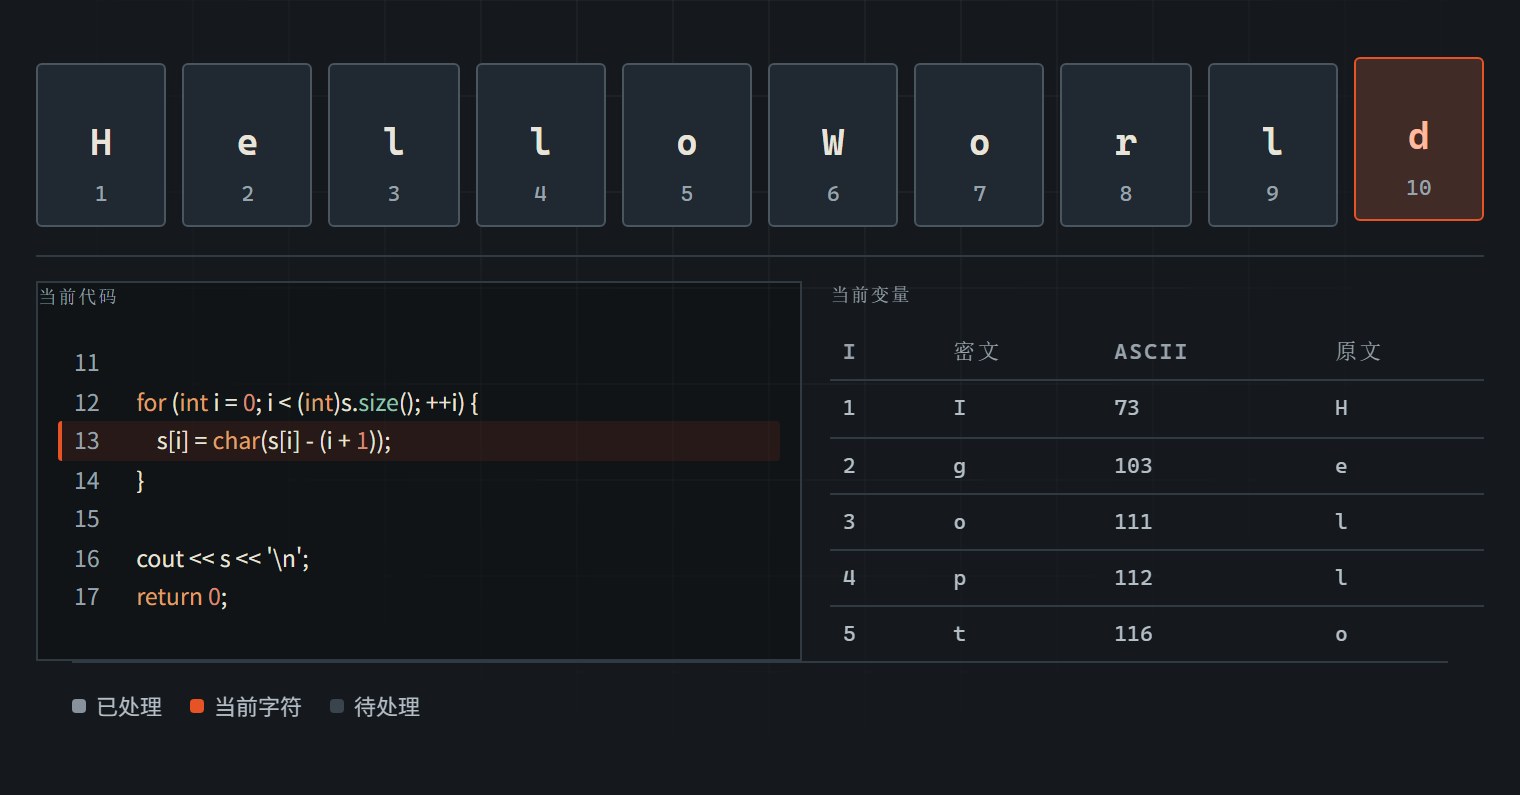 H e l l o W o r l d
1 2 3 4 5 6 7 8 9 10
当前代码
11
12 for (int i = 0; i < (int)s.size(); ++i) {
13 s[i] = char(s[i] - (i + 1));
14 }
15
16 cout << s << '\n';
17 return 0;
当前变量
I 密文 ASCII 原文
1 I 73 H
2 g 103 e
3 o 111 l
4 p 112 l
5 t 116 o
已处理 当前字符 待处理